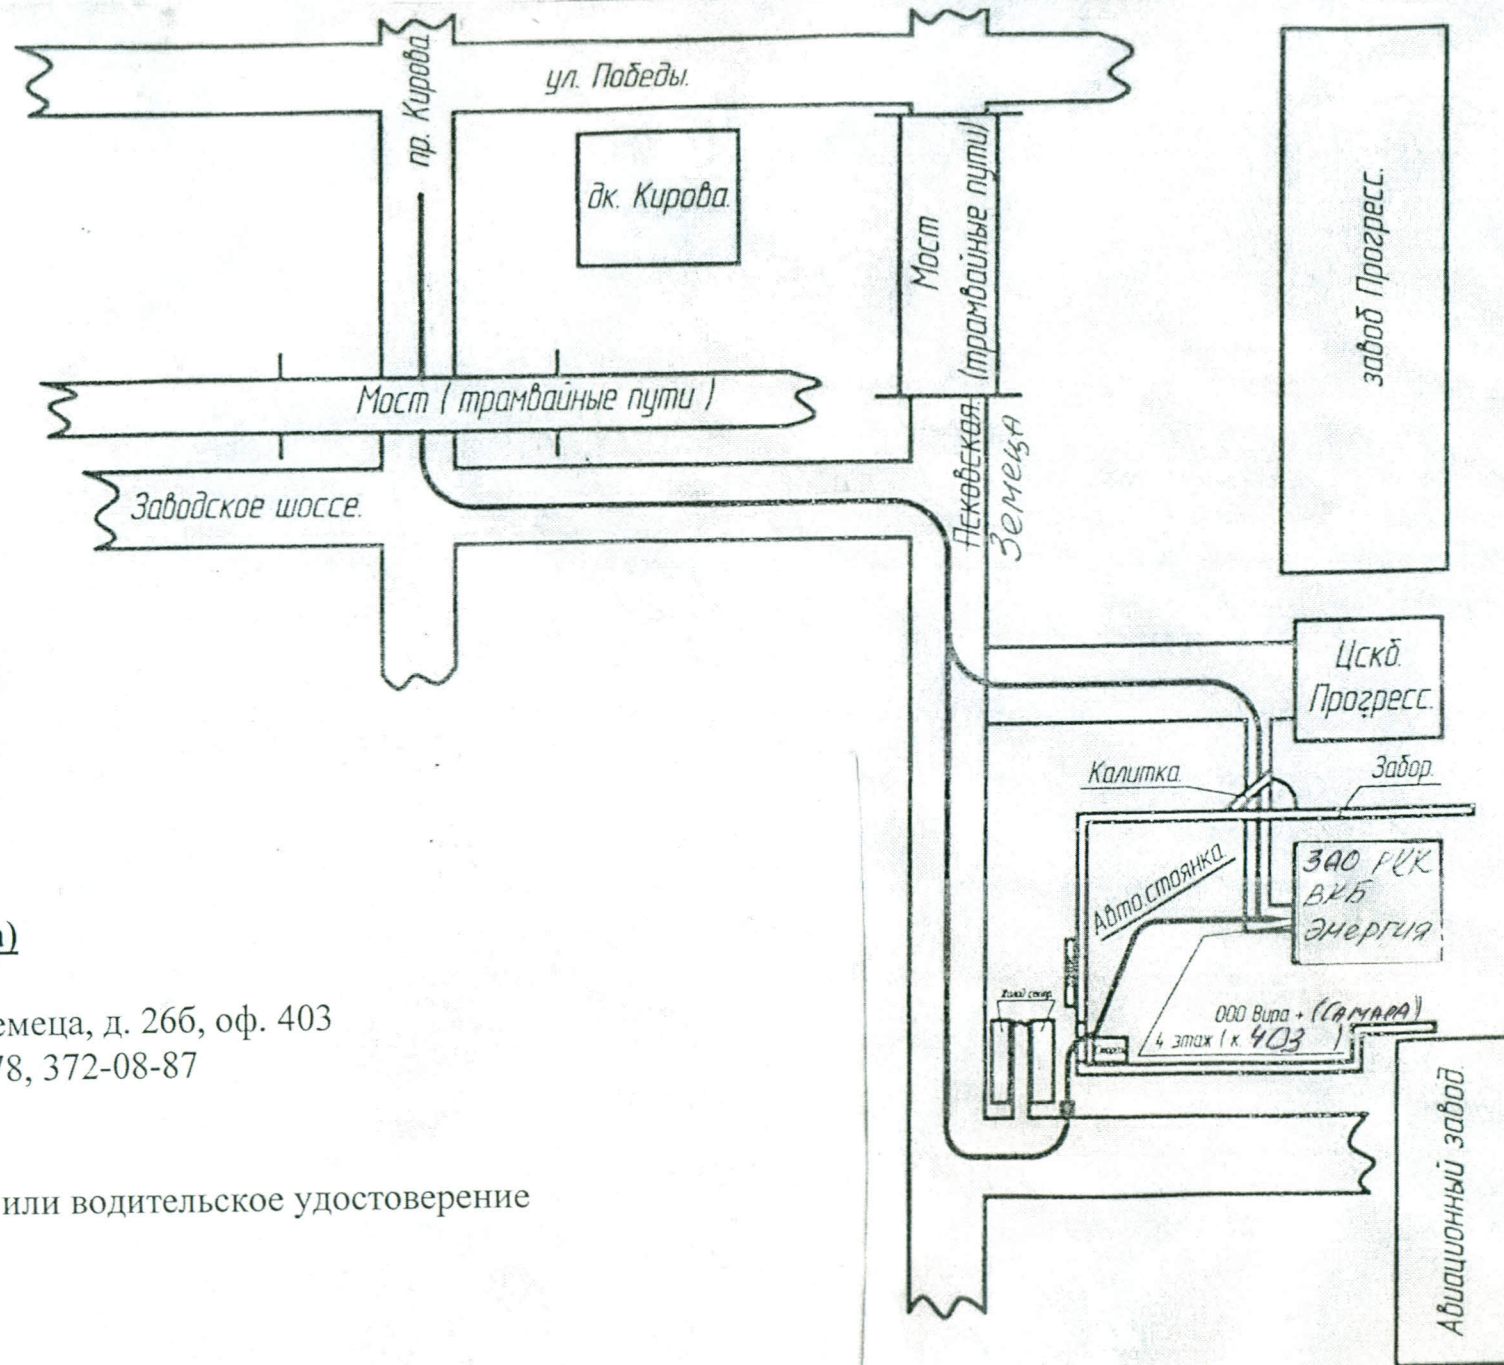 пр. Кирова.
ул. Победы.
дк. Кирова.
Мост
(трамвайные пути)
завод Прогресс.
Мост ( трамвайные пути )
Заводское шоссе.
Псковская.
Земеца
Цскб.
Прогресс.
Калитка.
Забор.
Авто.стоянка.
ЗАО РКК
ВКБ
Энергия
а)
емеца, д. 26б, оф. 403
78, 372-08-87
ООО Вира + (САМАРА)
4 этаж ( к. 403 )
или водительское удостоверение
Авиационный завод.